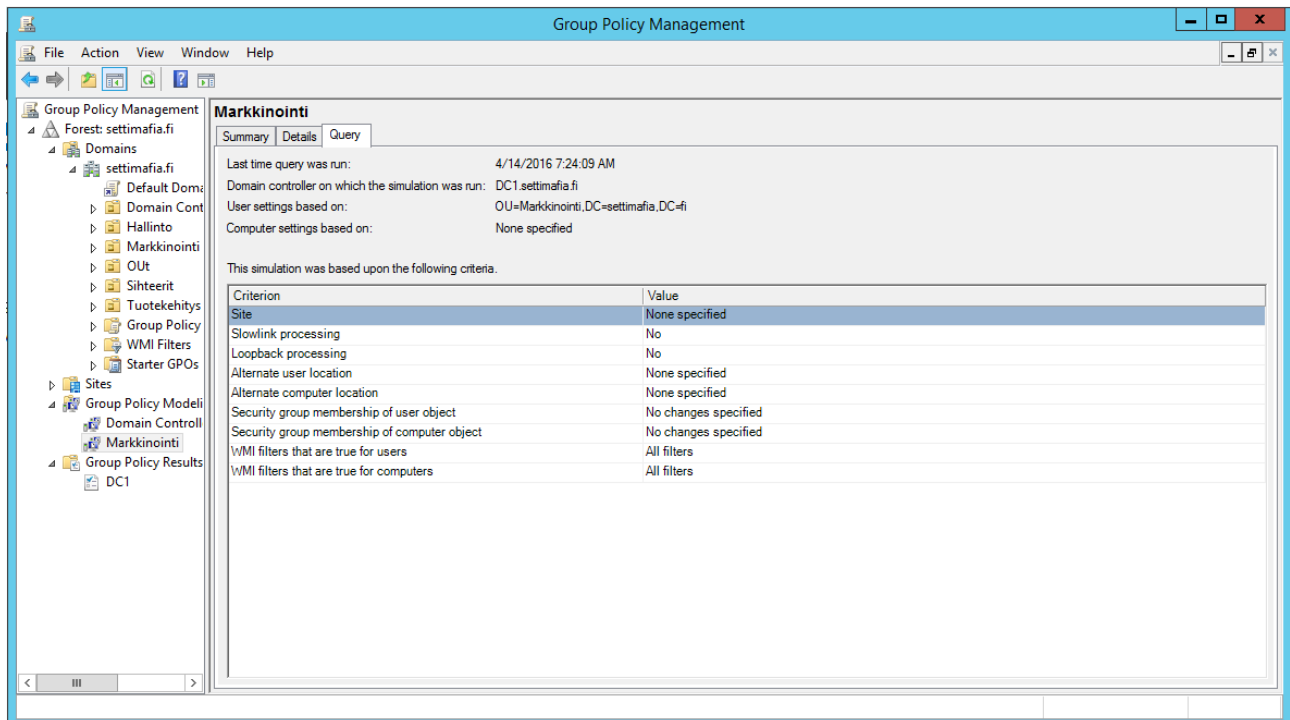 Group Policy Management
File Action View Window Help
Group Policy Management
Forest: settimafia.fi
Domains
settimafia.fi
Default Doma
Domain Cont
Hallinto
Markkinointi
OUt
Sihteerit
Tuotekehitys
Group Policy
WMI Filters
Starter GPOs
Sites
Group Policy Modeli
Domain Controll
Markkinointi
Group Policy Results
DC1
Markkinointi
Summary Details Query
Last time query was run: 4/14/2016 7:24:09 AM
Domain controller on which the simulation was run: DC1.settimafia.fi
User settings based on: OU=Markkinointi,DC=settimafia,DC=fi
Computer settings based on: None specified
This simulation was based upon the following criteria.
Criterion Value
Site None specified
Slowlink processing No
Loopback processing No
Alternate user location None specified
Alternate computer location None specified
Security group membership of user object No changes specified
Security group membership of computer object No changes specified
WMI filters that are true for users All filters
WMI filters that are true for computers All filters